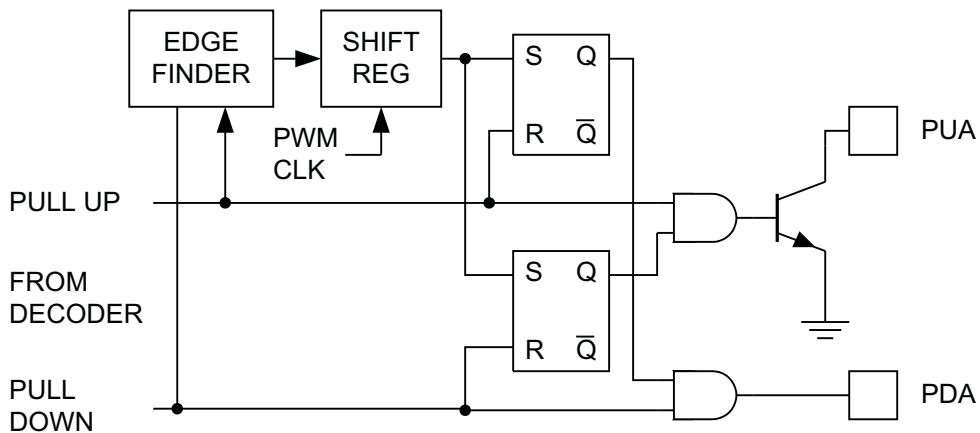 EDGE
FINDER
SHIFT
REG
S Q
R Q̅
PWM
CLK
PUA
PULL UP
FROM
DECODER
S Q
R Q̅
PULL
DOWN
PDA